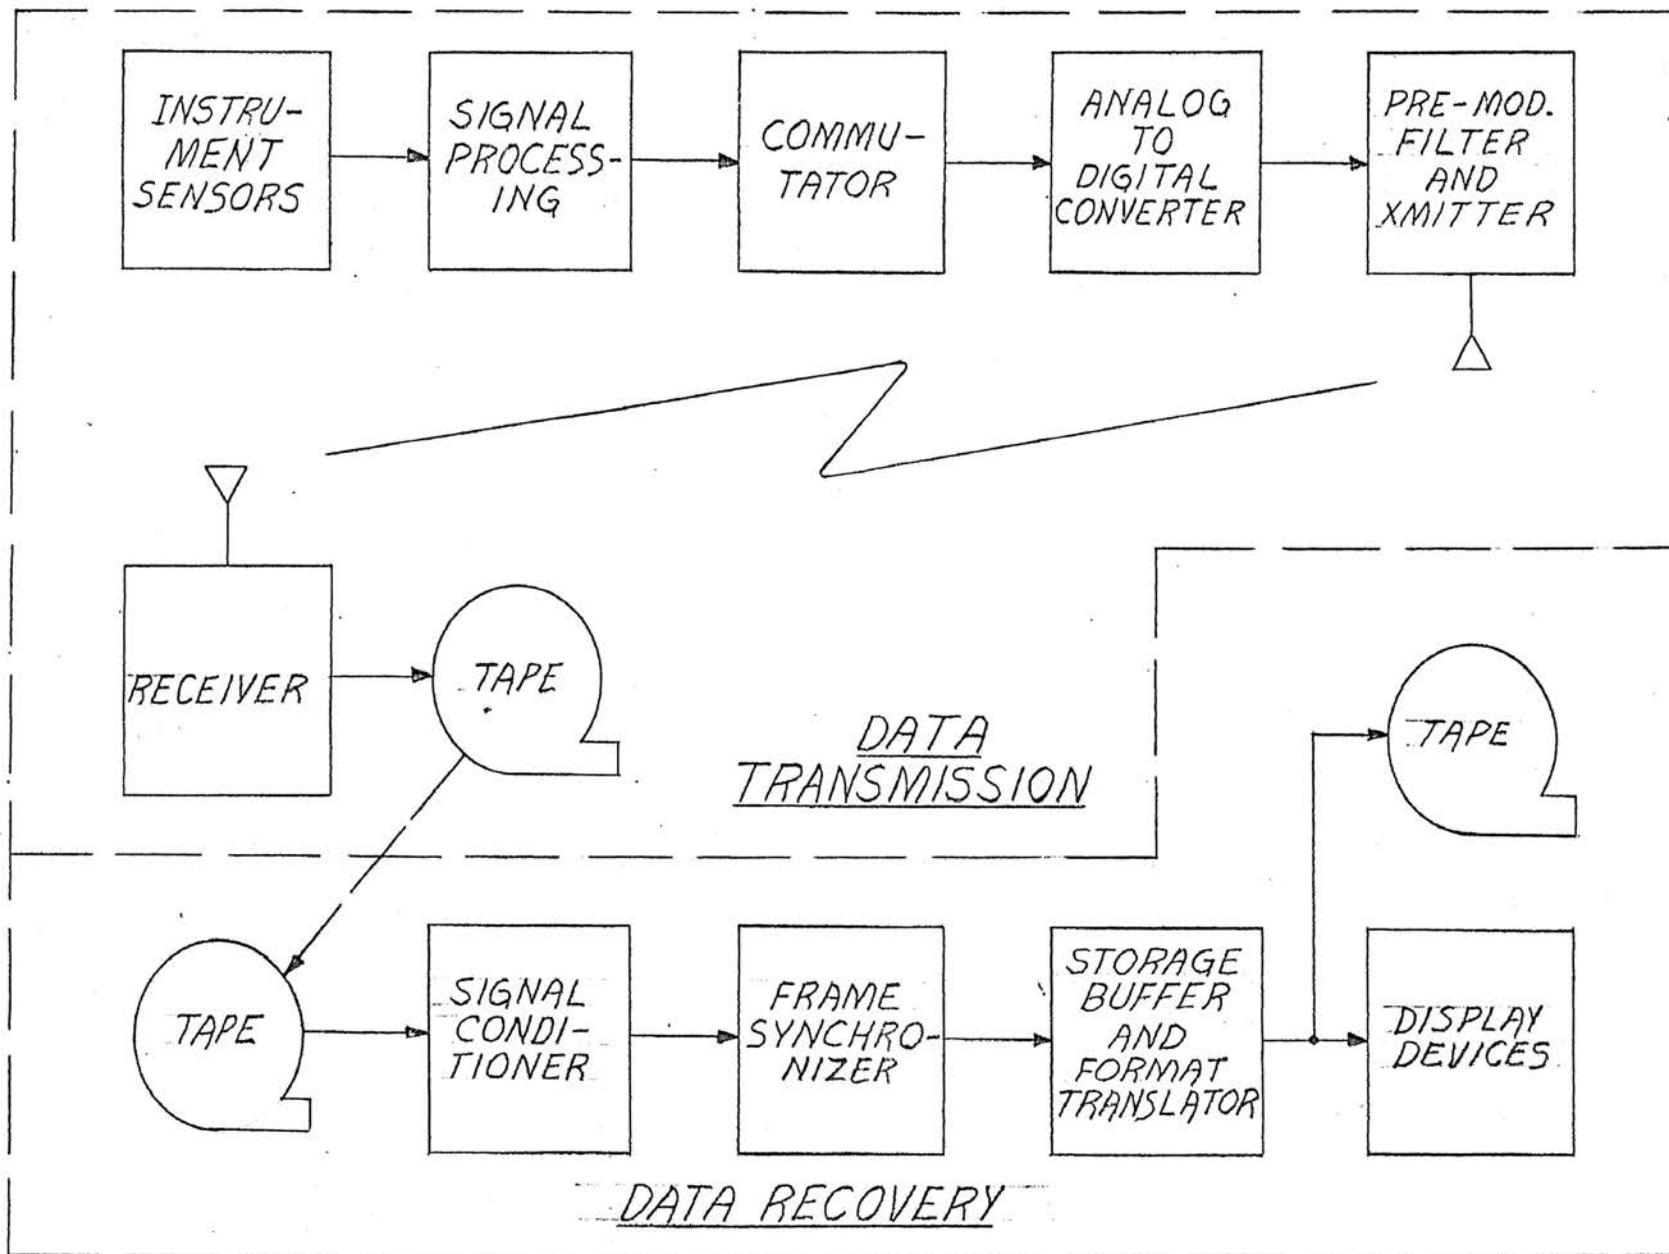 INSTRU-
MENT
SENSORS
SIGNAL
PROCESS-
ING
COMMU-
TATOR
ANALOG
TO
DIGITAL
CONVERTER
PRE-MOD.
FILTER
AND
XMITTER
RECEIVER
TAPE
DATA
TRANSMISSION
TAPE
TAPE
SIGNAL
CONDI-
TIONER
FRAME
SYNCHRO-
NIZER
STORAGE
BUFFER
AND
FORMAT
TRANSLATOR
DISPLAY
DEVICES
DATA RECOVERY